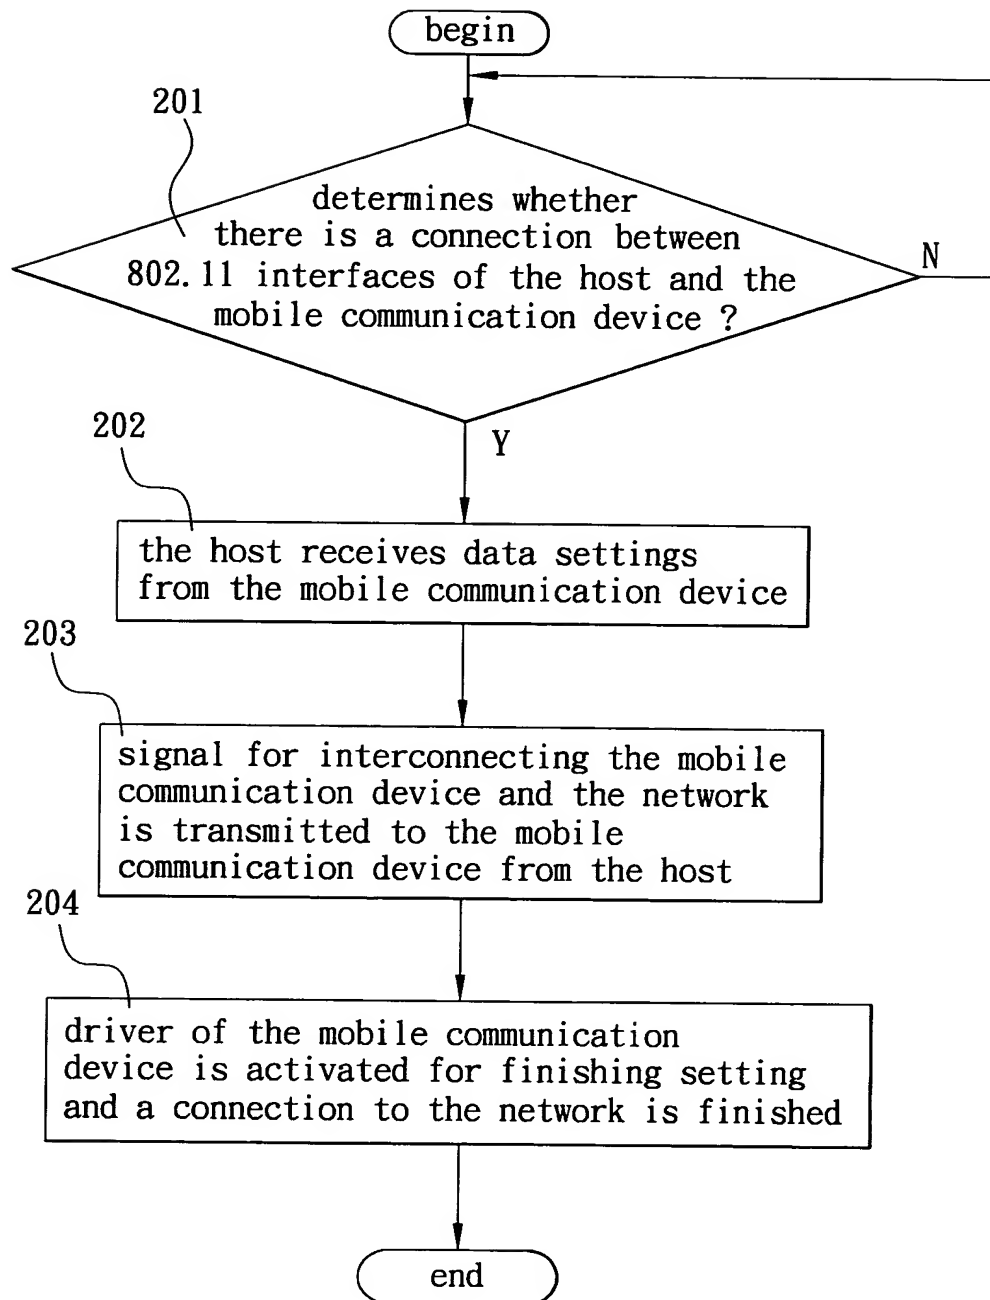 begin
201
determines whether
there is a connection between
802.11 interfaces of the host and the
mobile communication device ?
N
Y
202
the host receives data settings
from the mobile communication device
203
signal for interconnecting the mobile
communication device and the network
is transmitted to the mobile
communication device from the host
204
driver of the mobile communication
device is activated for finishing setting
and a connection to the network is finished
end